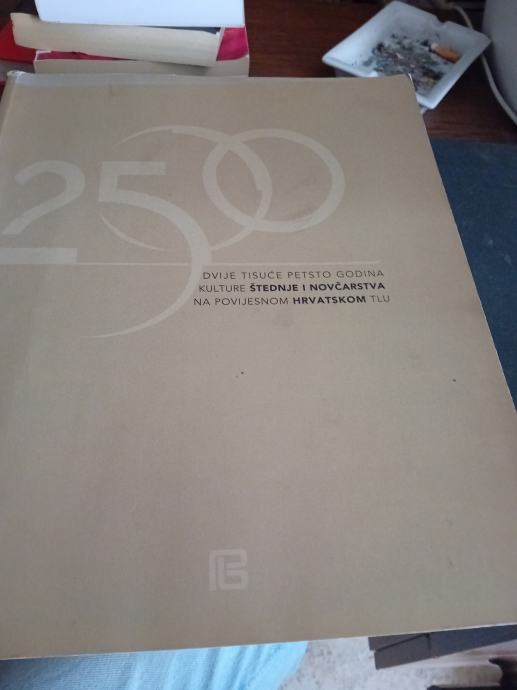 2500
DVIJE TISUĆE PETSTO GODINA
KULTURE ŠTEDNJE I NOVČARSTVA
NA POVIJESNOM HRVATSKOM TLU